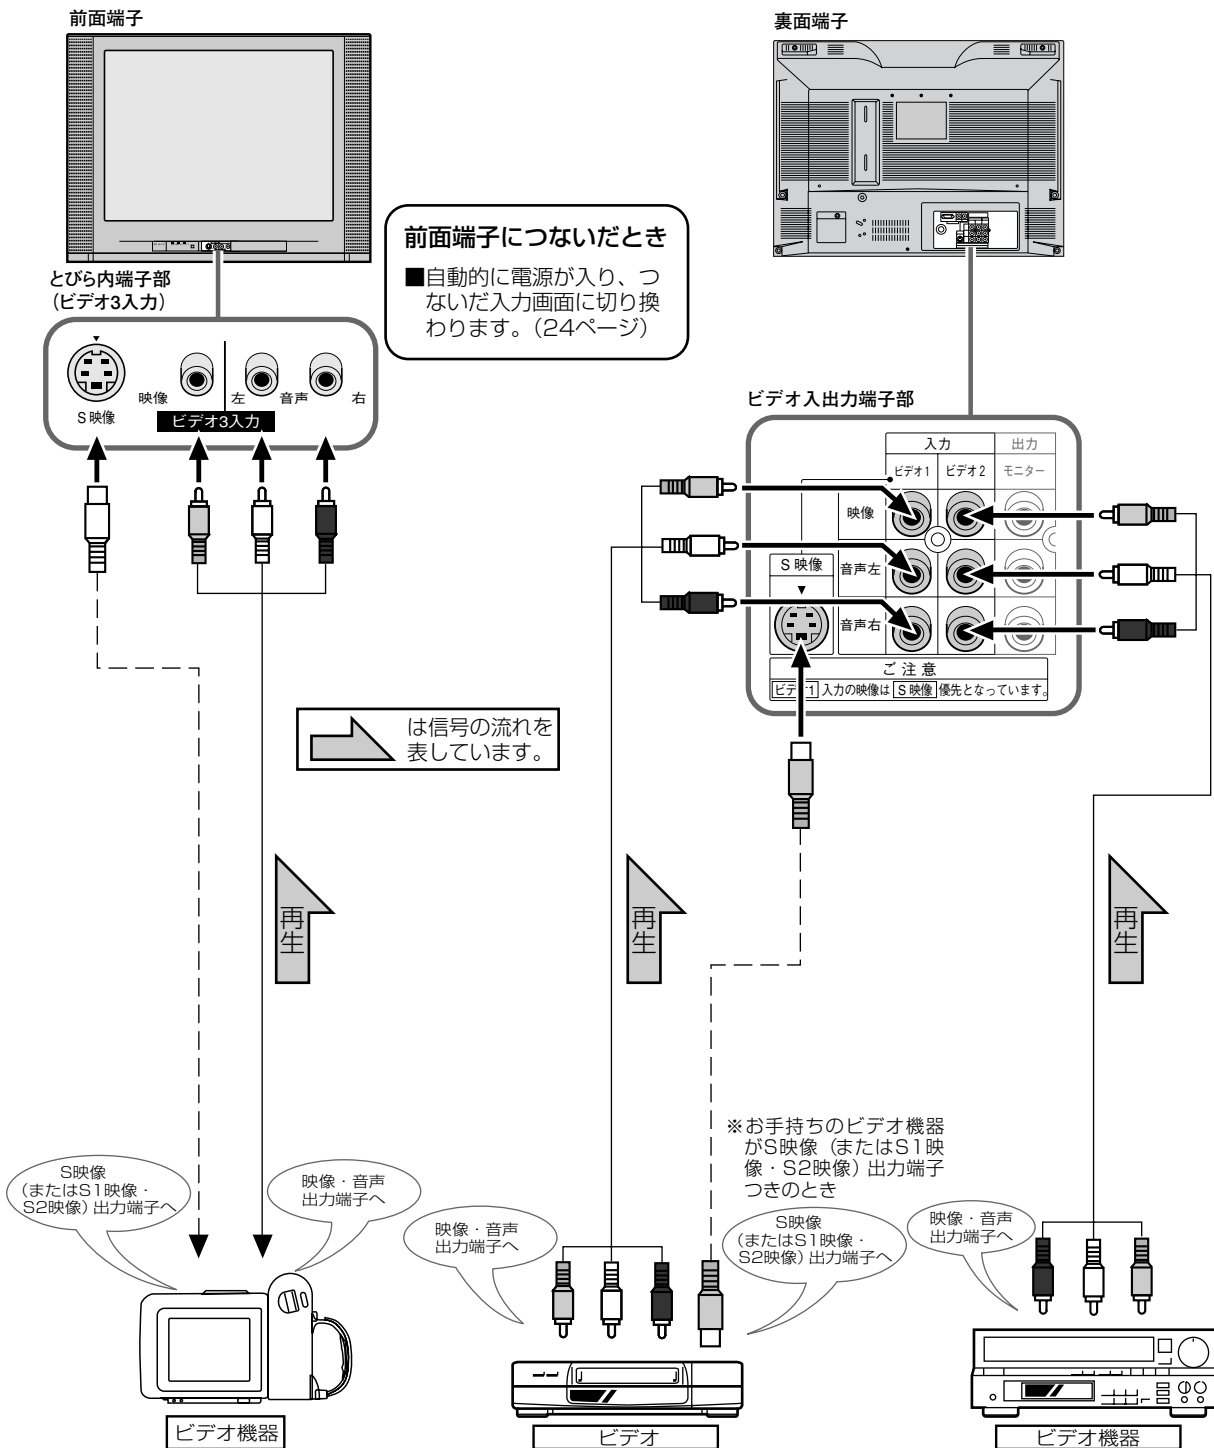 前面端子
裏面端子
前面端子につないだとき
■自動的に電源が入り、つ
ないだ入力画面に切り換
わります。(24ページ)
とびら内端子部
(ビデオ3入力)
S映像
映像
左
音声
右
ビデオ3入力
ビデオ入出力端子部
入力
出力
ビデオ1
ビデオ2
モニター
映像
S映像
音声左
音声右
ご注意
ビデオ1入力の映像はS映像優先となっています。
は信号の流れを
表しています。
再生
再生
再生
※お手持ちのビデオ機器
がS映像(またはS1映
像・S2映像)出力端子
つきのとき
S映像
(またはS1映像・
S2映像)出力端子へ
映像・音声
出力端子へ
映像・音声
出力端子へ
S映像
(またはS1映像・
S2映像)出力端子へ
映像・音声
出力端子へ
ビデオ機器
ビデオ
ビデオ機器